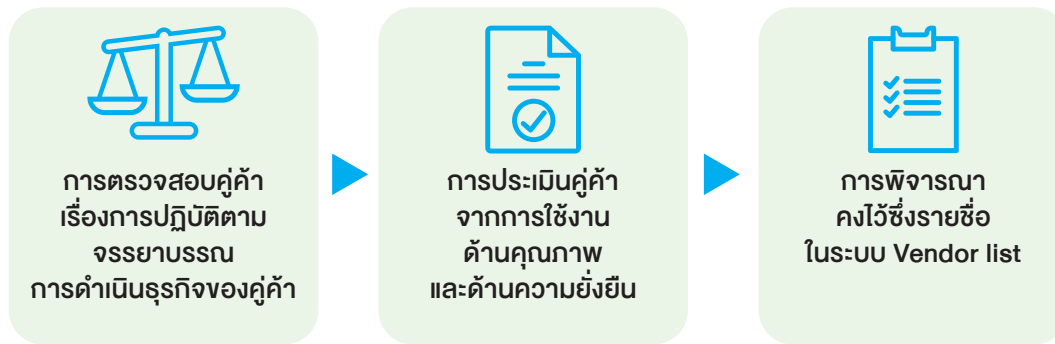 การตรวจสอบคู่ค้า
เรื่องการปฏิบัติตาม
จรรยาบรรณ
การดำเนินธุรกิจของคู่ค้า
การประเมินคู่ค้า
จากการใช้งาน
ด้านคุณภาพ
และด้านความยั่งยืน
การพิจารณา
คงไว้ซึ่งรายชื่อ
ในระบบ Vendor list